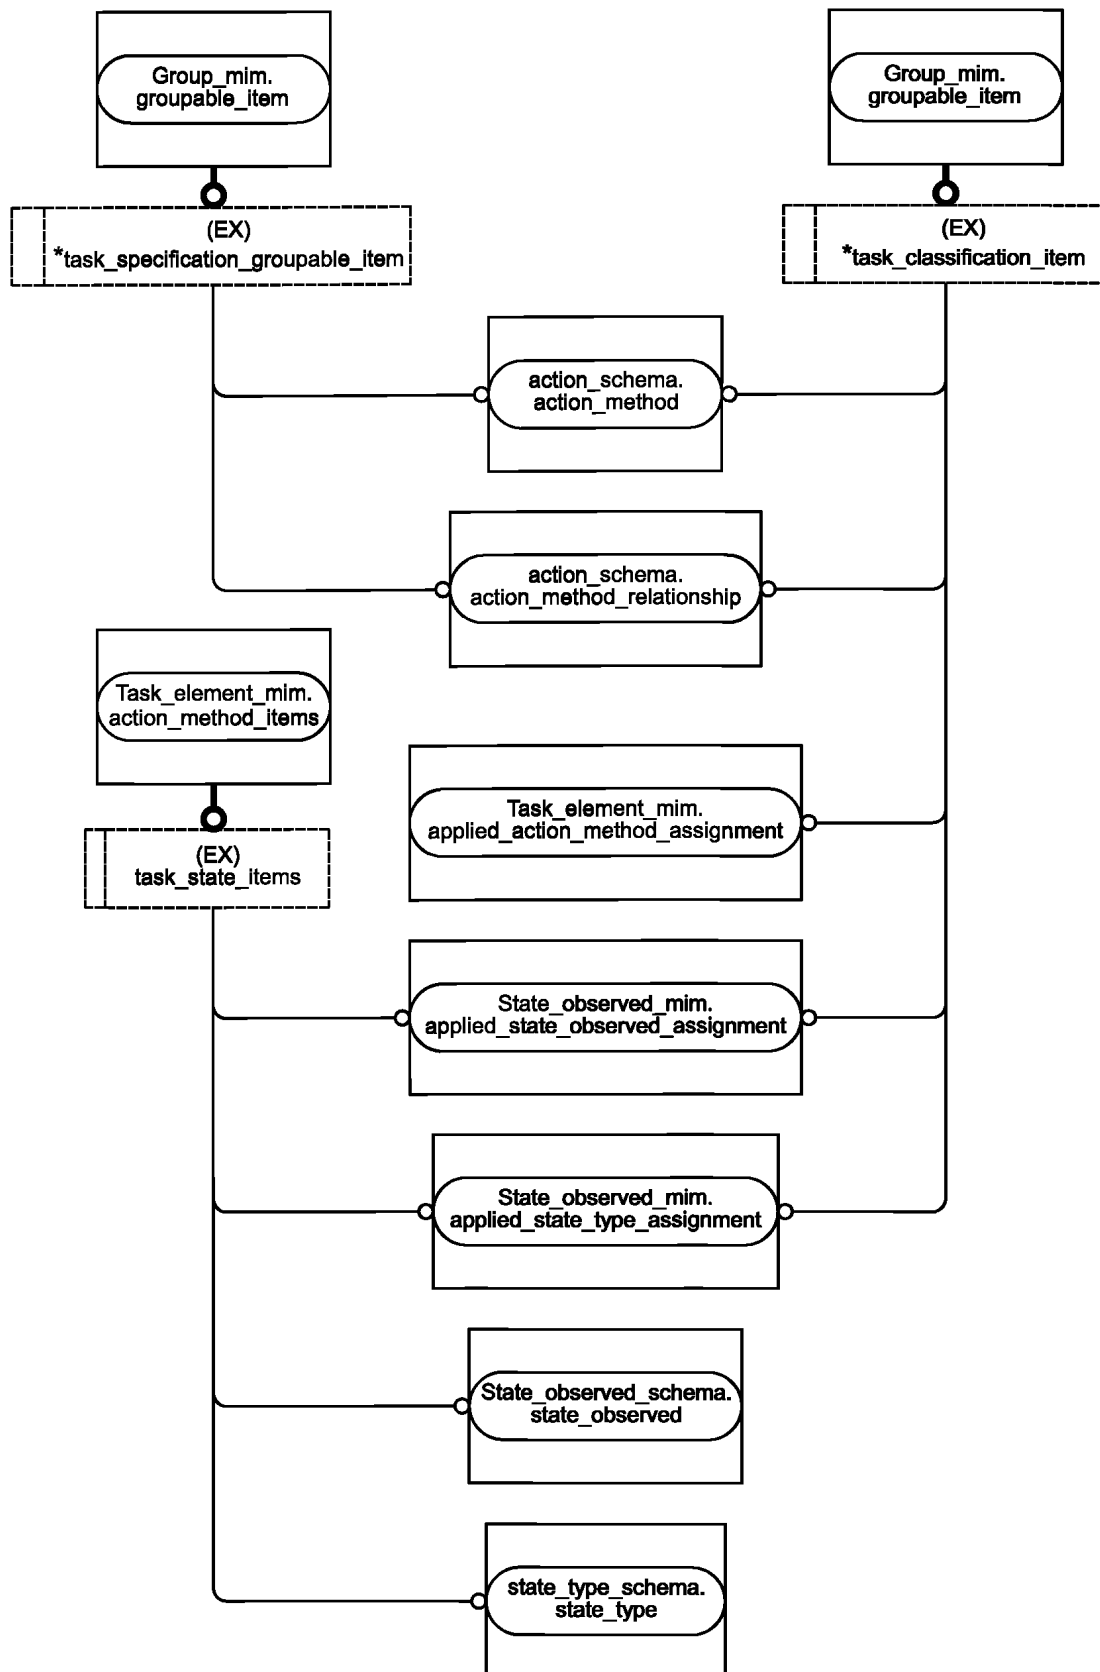 Group_mim.
groupable_item
Group_mim.
groupable_item
(EX)
*task_specification_groupable_item
(EX)
*task_classification_item
action_schema.
action_method
action_schema.
action_method_relationship
Task_element_mim.
action_method_items
Task_element_mim.
applied_action_method_assignment
(EX)
task_state_items
State_observed_mim.
applied_state_observed_assignment
State_observed_mim.
applied_state_type_assignment
State_observed_schema.
state_observed
state_type_schema.
state_type